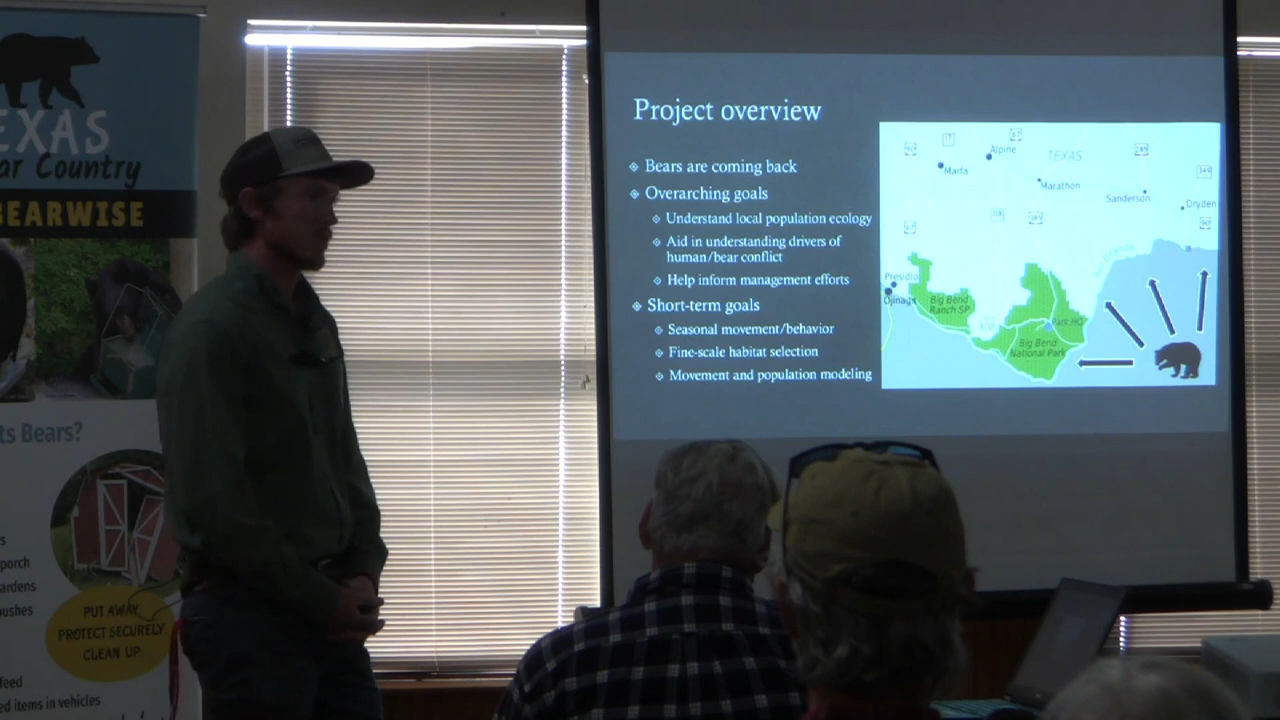 EXAS
ar Country
BEARWISE
ts Bears?
s
porch
ardens
ushes
PUT AWAY
PROTECT SECURELY
CLEAN UP
feed
ed items in vehicles
Project overview
Bears are coming back
Overarching goals
Understand local population ecology
Aid in understanding drivers of
human/bear conflict
Help inform management efforts
Short-term goals
Seasonal movement/behavior
Fine-scale habitat selection
Movement and population modeling
Alpine
TEXAS
Marfa
Marathon
Sanderson
Dryden
Presidio
Ojinaga
Big Bend
Ranch SP
Park HQ
Big Bend
National Park